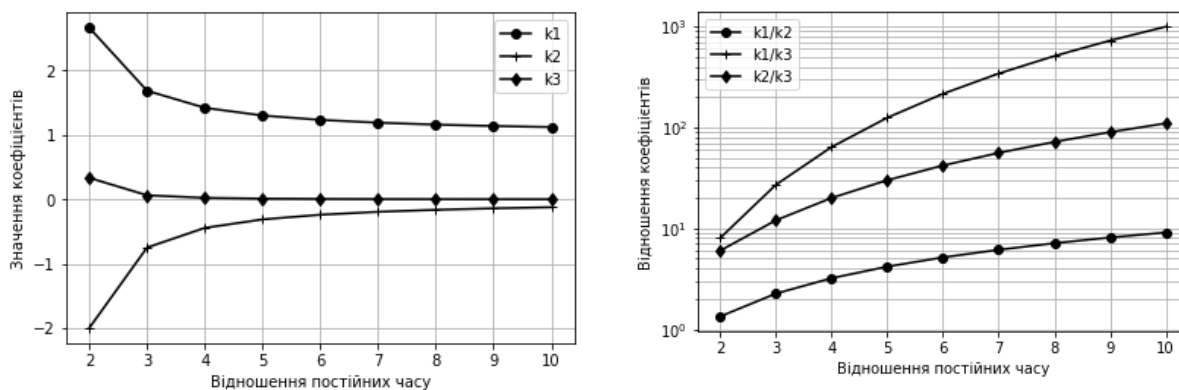 Значення коефіцієнтів
2
1
0
−1
−2
k1
k2
k3
2 3 4 5 6 7 8 9 10
Відношення постійних часу
Відношення коефіцієнтів
10³
10²
10¹
10⁰
k1/k2
k1/k3
k2/k3
2 3 4 5 6 7 8 9 10
Відношення постійних часу